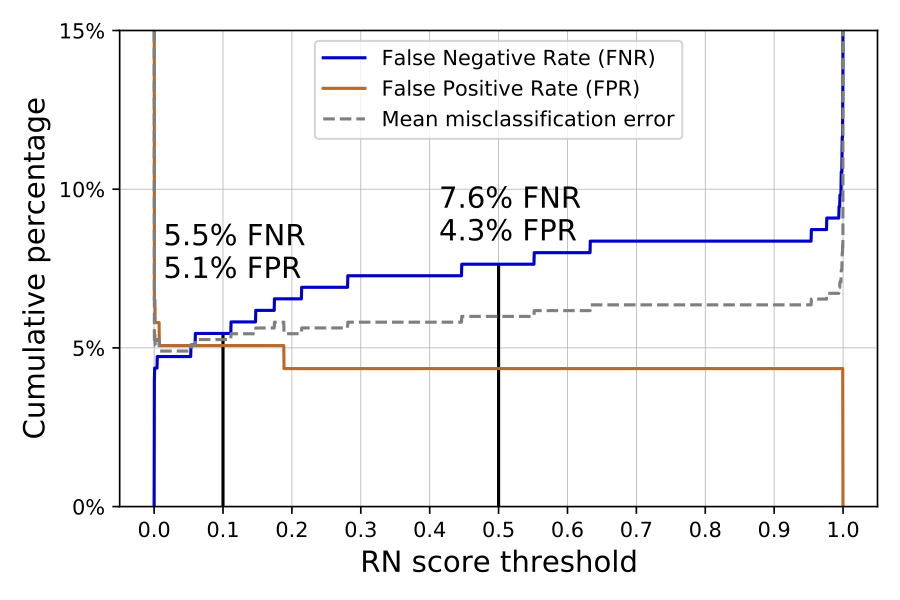 15%
10%
5%
0%
Cumulative percentage
False Negative Rate (FNR)
False Positive Rate (FPR)
Mean misclassification error
5.5% FNR
5.1% FPR
7.6% FNR
4.3% FPR
0.0 0.1 0.2 0.3 0.4 0.5 0.6 0.7 0.8 0.9 1.0
RN score threshold